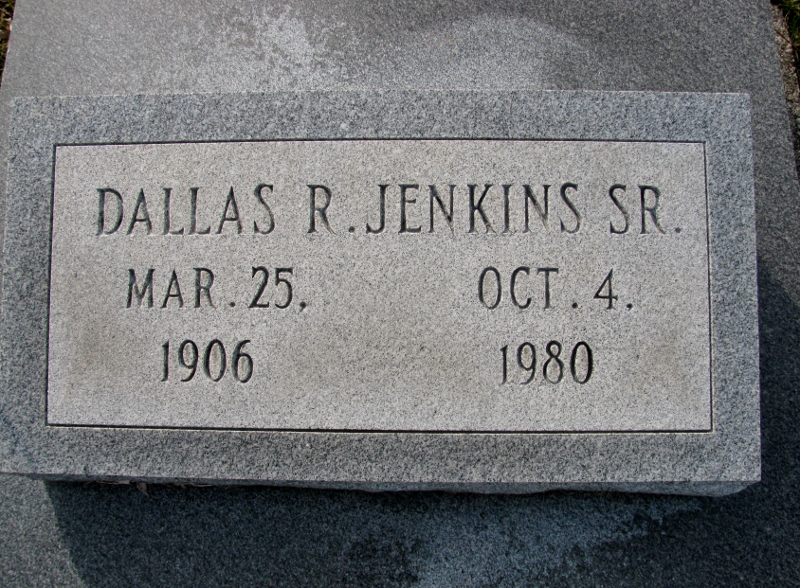 DALLAS R. JENKINS SR.
MAR. 25, OCT. 4.
1906 1980